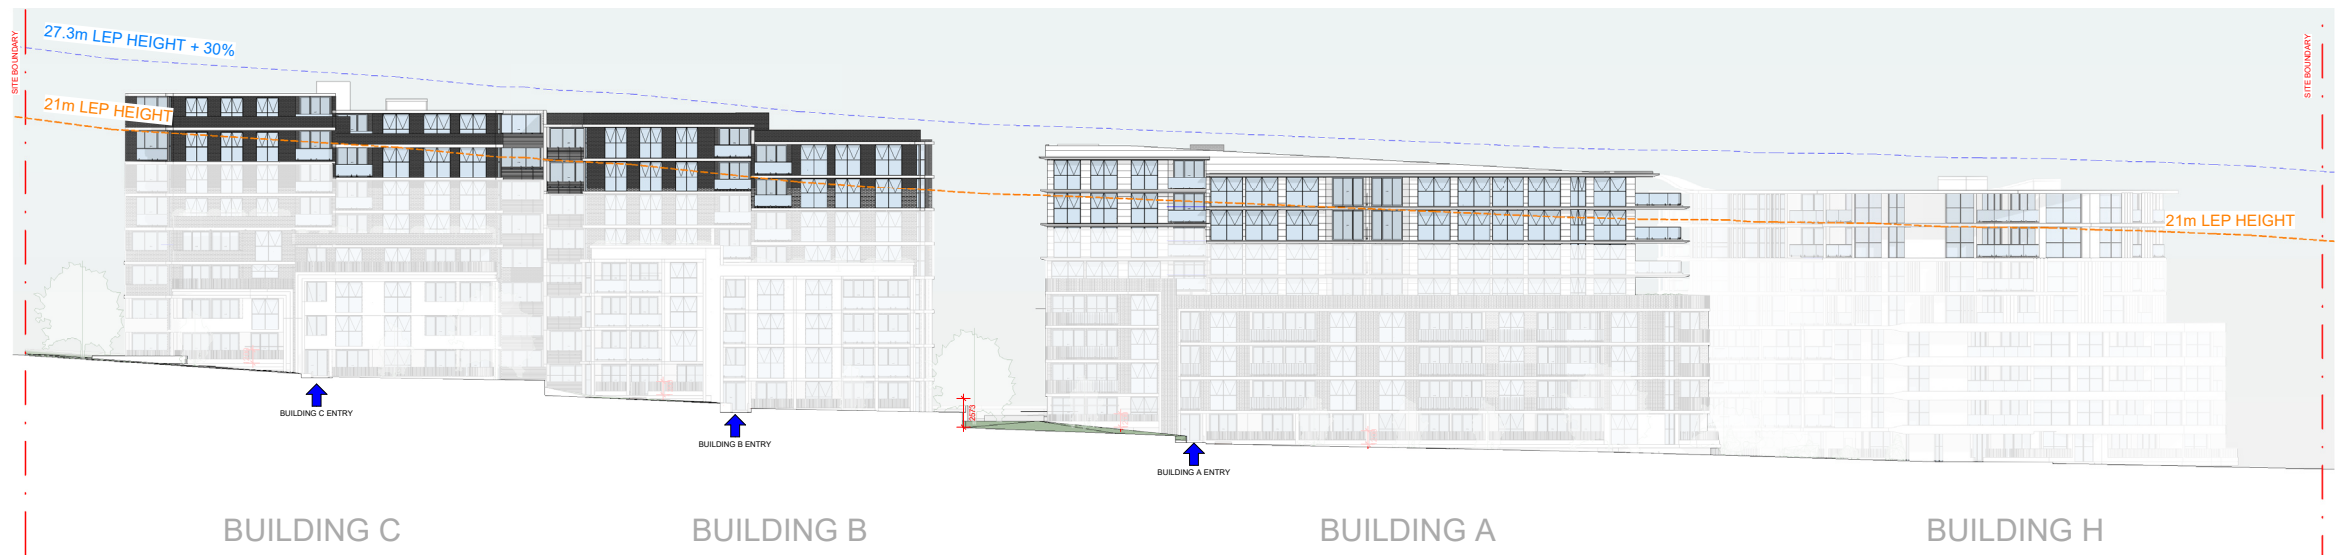 SITE BOUNDARY
27.3m LEP HEIGHT + 30%
21m LEP HEIGHT
SITE BOUNDARY
21m LEP HEIGHT
2573
BUILDING C ENTRY
BUILDING B ENTRY
BUILDING A ENTRY
BUILDING C
BUILDING B
BUILDING A
BUILDING H